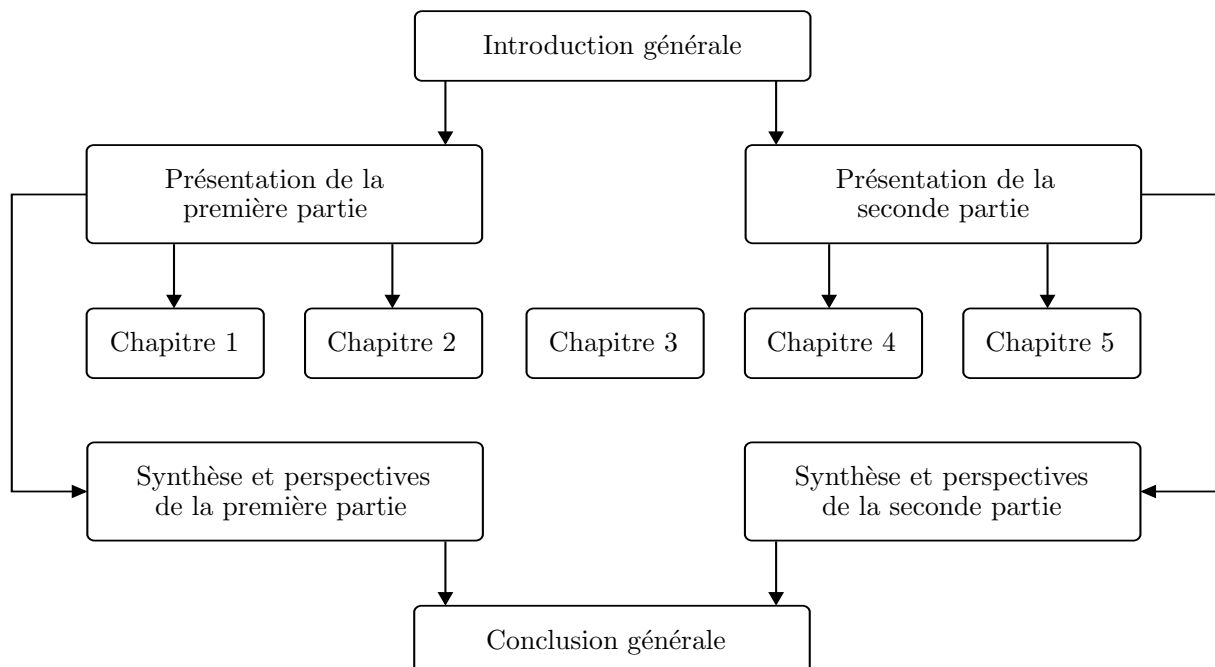 Introduction générale
Présentation de la
première partie
Présentation de la
seconde partie
Chapitre 1
Chapitre 2
Chapitre 3
Chapitre 4
Chapitre 5
Synthèse et perspectives
de la première partie
Synthèse et perspectives
de la seconde partie
Conclusion générale